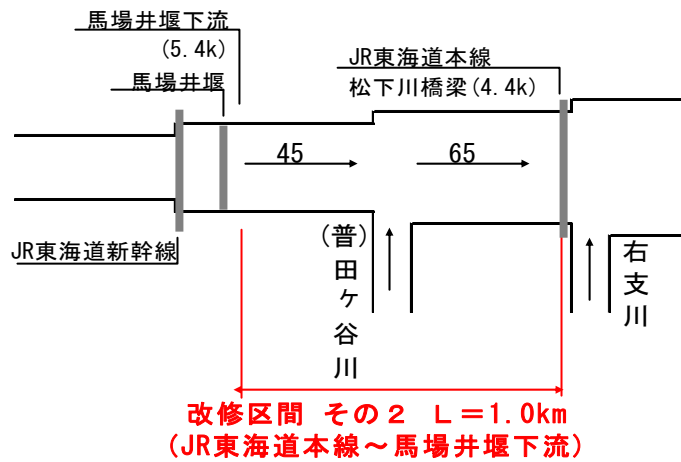 馬場井堰下流
(5.4k)
馬場井堰
JR東海道本線
松下川橋梁(4.4k)
45
65
JR東海道新幹線
(普)田ヶ谷川
右支川
改修区間 その２ Ｌ＝1.0km
(JR東海道本線～馬場井堰下流)